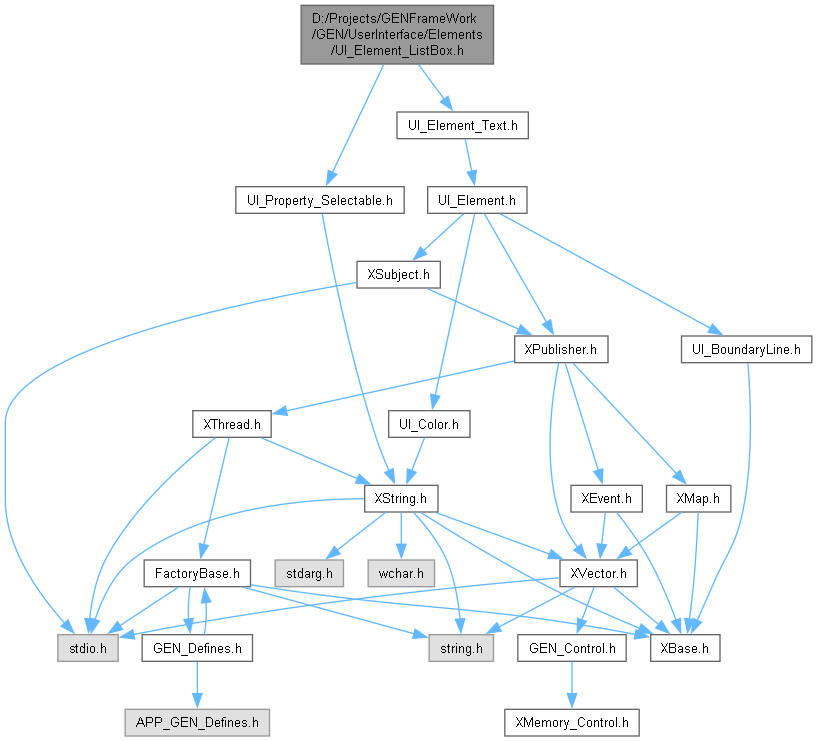 D:/Projects/GENFrameWork
/GEN/UserInterface/Elements
/UI_Element_ListBox.h
UI_Element_Text.h
UI_Property_Selectable.h
UI_Element.h
XSubject.h
XPublisher.h
UI_BoundaryLine.h
XThread.h
UI_Color.h
XString.h
XEvent.h
XMap.h
FactoryBase.h
stdarg.h
wchar.h
XVector.h
stdio.h
GEN_Defines.h
string.h
GEN_Control.h
XBase.h
APP_GEN_Defines.h
XMemory_Control.h